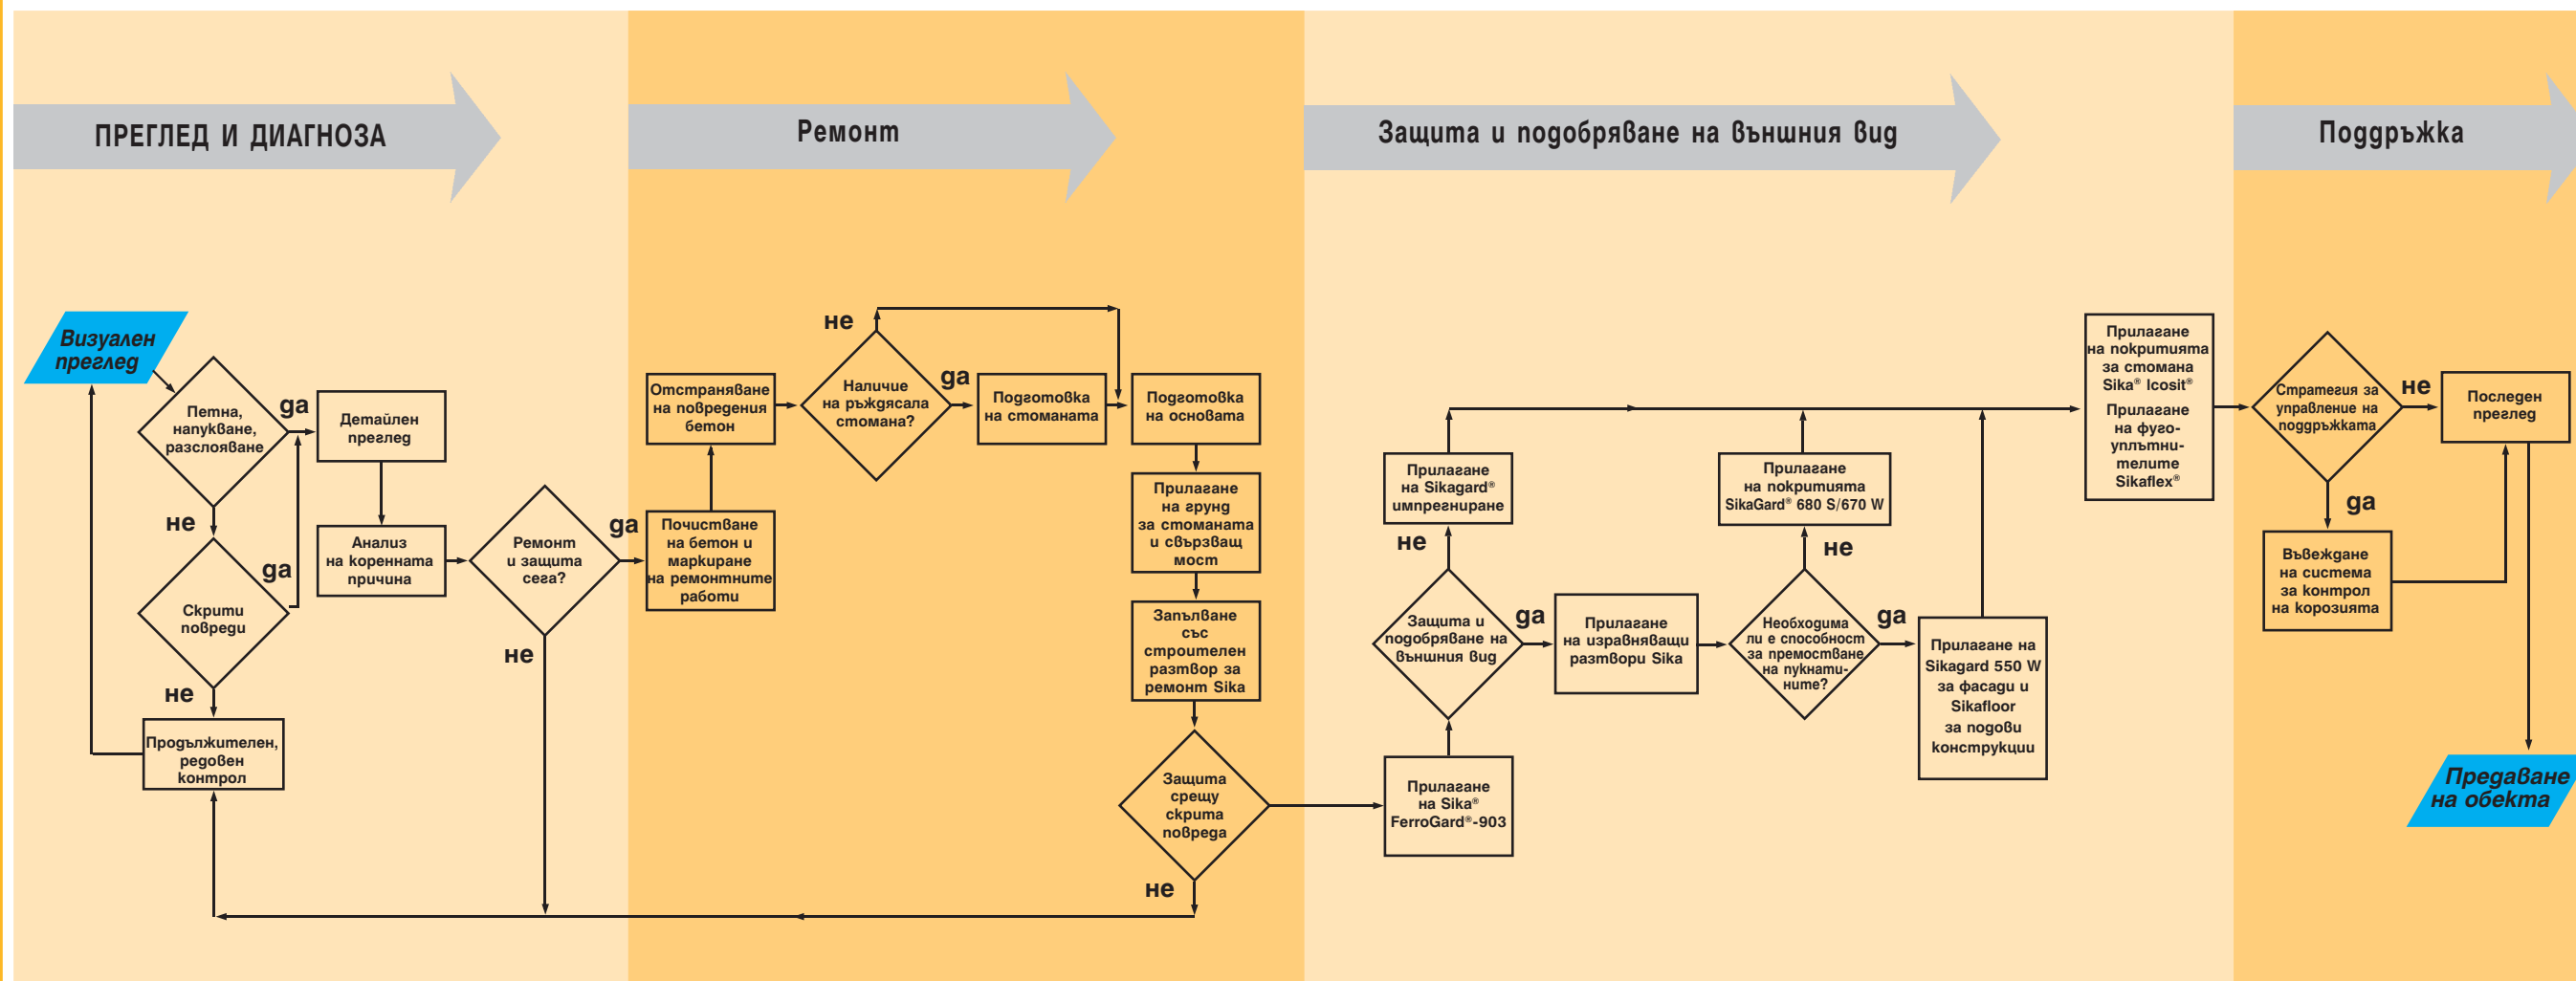 ПРЕГЛЕД И ДИАГНОЗА
Ремонт
Защита и подобряване на външния вид
Поддръжка
Визуален
преглед
Петна,
напукване,
разслояване
да
не
Скрити
повреди
да
не
Продължителен,
редовен
контрол
Детайлен
преглед
Анализ
на коренната
причина
Ремонт
и защита
сега?
да
не
Почистване
на бетон и
маркиране
на ремонтните
работи
Отстраняване
на повредения
бетон
Наличие
на ръждясала
стомана?
не
да
Подготовка
на стоманата
Подготовка
на основата
Прилагане
на грунд
за стоманата
и свързващ
мост
Запълване
със
строителен
разтвор за
ремонт Sika
Защита
срещу
скрита
повреда
не
Прилагане
на Sika®
FerroGard®-903
Защита и
подобряване на
външния вид
не
да
Прилагане
на Sikagard®
импрегниране
Прилагане
на изравняващи
разтвори Sika
Необходима
ли е способност
за премостване
на пукнати-
ните?
не
да
Прилагане
на покритията
SikaGard® 680 S/670 W
Прилагане на
Sikagard 550 W
за фасади и
Sikafloor
за подови
конструкции
Прилагане
на покритията
за стомана
Sika® Icosit®
Прилагане
на фуго-
уплътни-
телите
Sikaflex®
Стратегия за
управление на
поддръжката
не
да
Въвеждане
на система
за контрол
на корозията
Последен
преглед
Предаване
на обекта